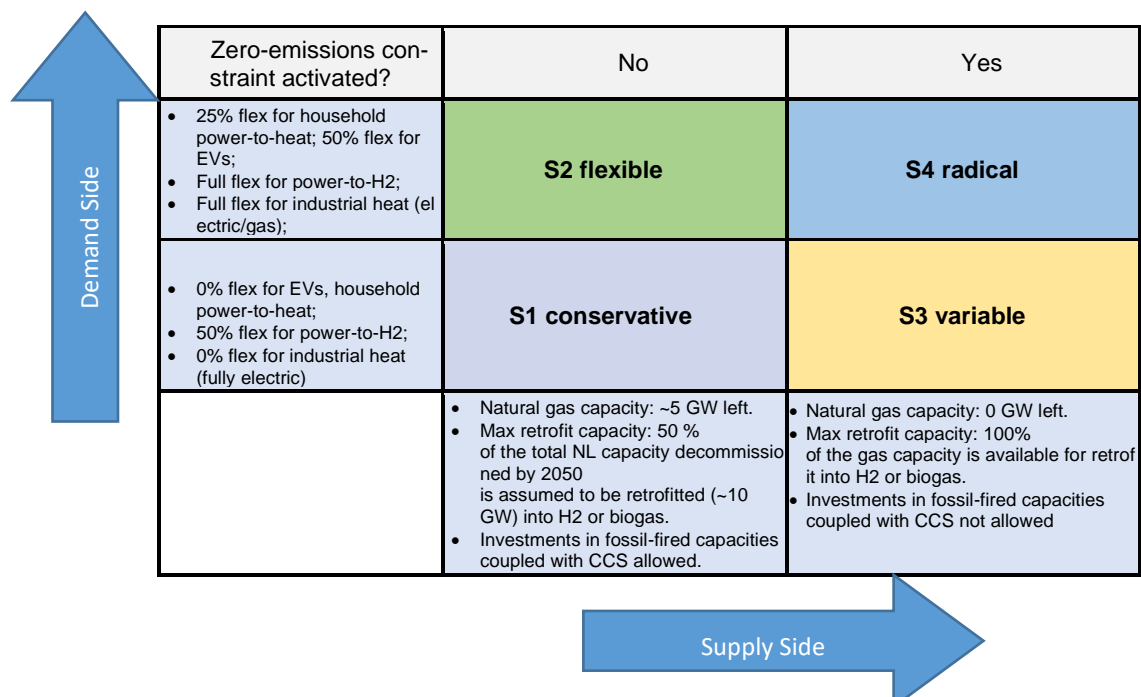 Zero-emissions con-
straint activated?
No
Yes
• 25% flex for household
power-to-heat; 50% flex for
EVs;
• Full flex for power-to-H2;
• Full flex for industrial heat (el
ectric/gas);
S2 flexible
S4 radical
• 0% flex for EVs, household
power-to-heat;
• 50% flex for power-to-H2;
• 0% flex for industrial heat
(fully electric)
S1 conservative
S3 variable
• Natural gas capacity: ~5 GW left.
• Max retrofit capacity: 50 %
of the total NL capacity decommissio
ned by 2050
is assumed to be retrofitted (~10
GW) into H2 or biogas.
• Investments in fossil-fired capacities
coupled with CCS allowed.
• Natural gas capacity: 0 GW left.
• Max retrofit capacity: 100%
of the gas capacity is available for retrof
it into H2 or biogas.
• Investments in fossil-fired capacities
coupled with CCS not allowed
Demand Side
Supply Side